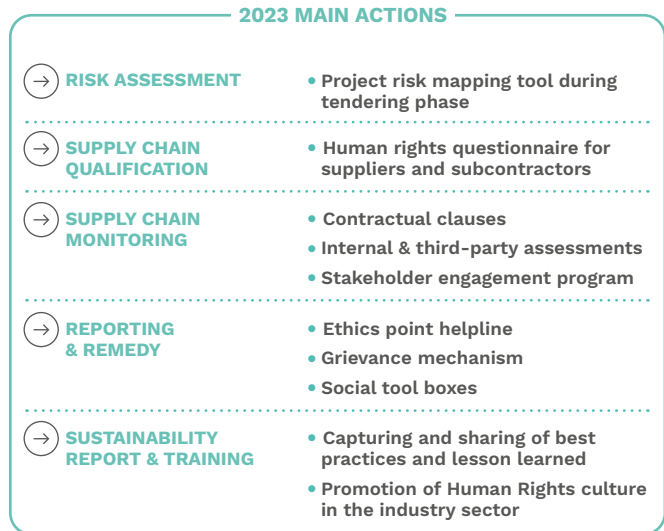 2023 MAIN ACTIONS
RISK ASSESSMENT
• Project risk mapping tool during
tendering phase
SUPPLY CHAIN
QUALIFICATION
• Human rights questionnaire for
suppliers and subcontractors
SUPPLY CHAIN
MONITORING
• Contractual clauses
• Internal & third-party assessments
• Stakeholder engagement program
REPORTING
& REMEDY
• Ethics point helpline
• Grievance mechanism
• Social tool boxes
SUSTAINABILITY
REPORT & TRAINING
• Capturing and sharing of best
practices and lesson learned
• Promotion of Human Rights culture
in the industry sector